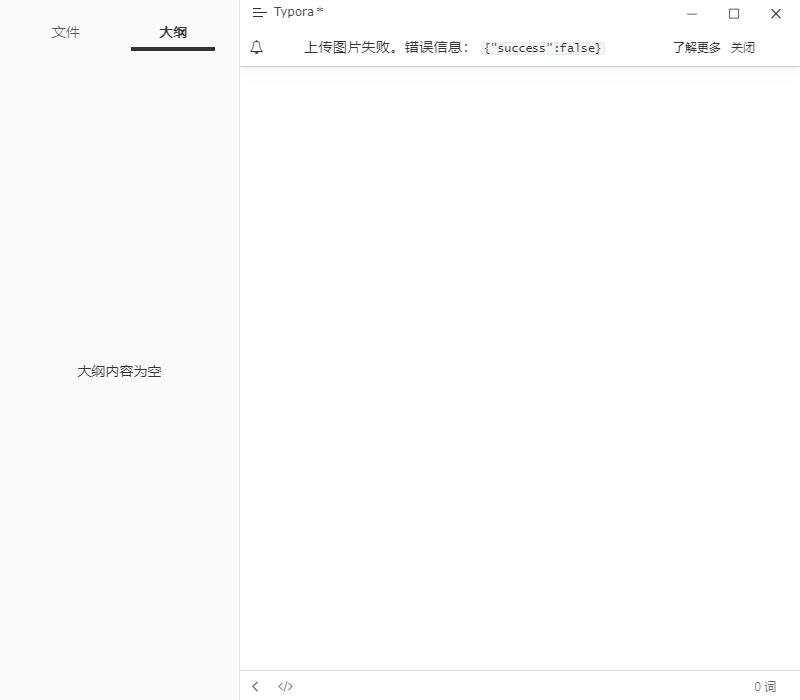 文件 大纲
Typora*
上传图片失败。错误信息： {"success":false} 了解更多 关闭
大纲内容为空
</> 0 词